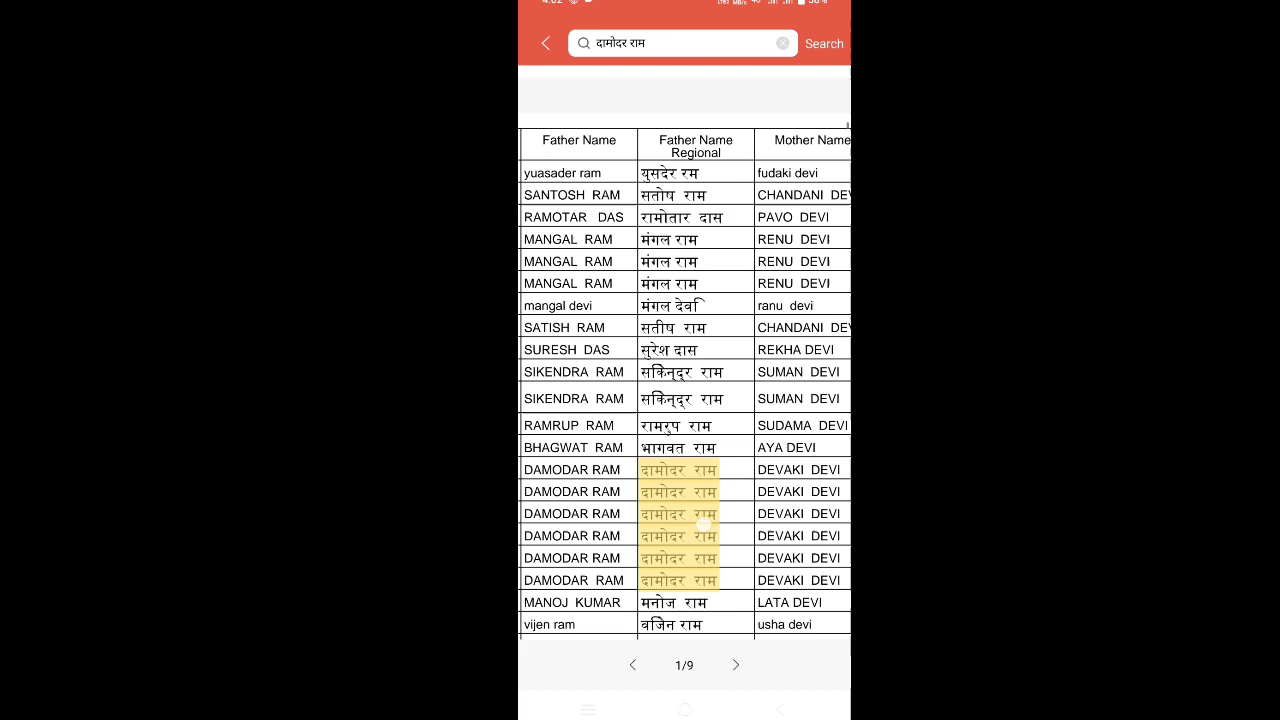 दामोदर राम
Search
Father Name Father Name Regional Mother Name
yuasader ram युसदेर रम fudaki devi
SANTOSH RAM सतोष राम CHANDANI DEV
RAMOTAR DAS रामोतार दास PAVO DEVI
MANGAL RAM मंगल राम RENU DEVI
MANGAL RAM मंगल राम RENU DEVI
MANGAL RAM मंगल राम RENU DEVI
mangal devi मंगल देवि ranu devi
SATISH RAM सतीष राम CHANDANI DEV
SURESH DAS सुरेश दास REKHA DEVI
SIKENDRA RAM सकिेन्द्र राम SUMAN DEVI
SIKENDRA RAM सकिेन्द्र राम SUMAN DEVI
RAMRUP RAM रामरुप राम SUDAMA DEVI
BHAGWAT RAM भागवत राम AYA DEVI
DAMODAR RAM दामोदर राम DEVAKI DEVI
DAMODAR RAM दामोदर राम DEVAKI DEVI
DAMODAR RAM दामोदर राम DEVAKI DEVI
DAMODAR RAM दामोदर राम DEVAKI DEVI
DAMODAR RAM दामोदर राम DEVAKI DEVI
DAMODAR RAM दामोदर राम DEVAKI DEVI
MANOJ KUMAR मनोज राम LATA DEVI
vijen ram वजिेन राम usha devi
1/9